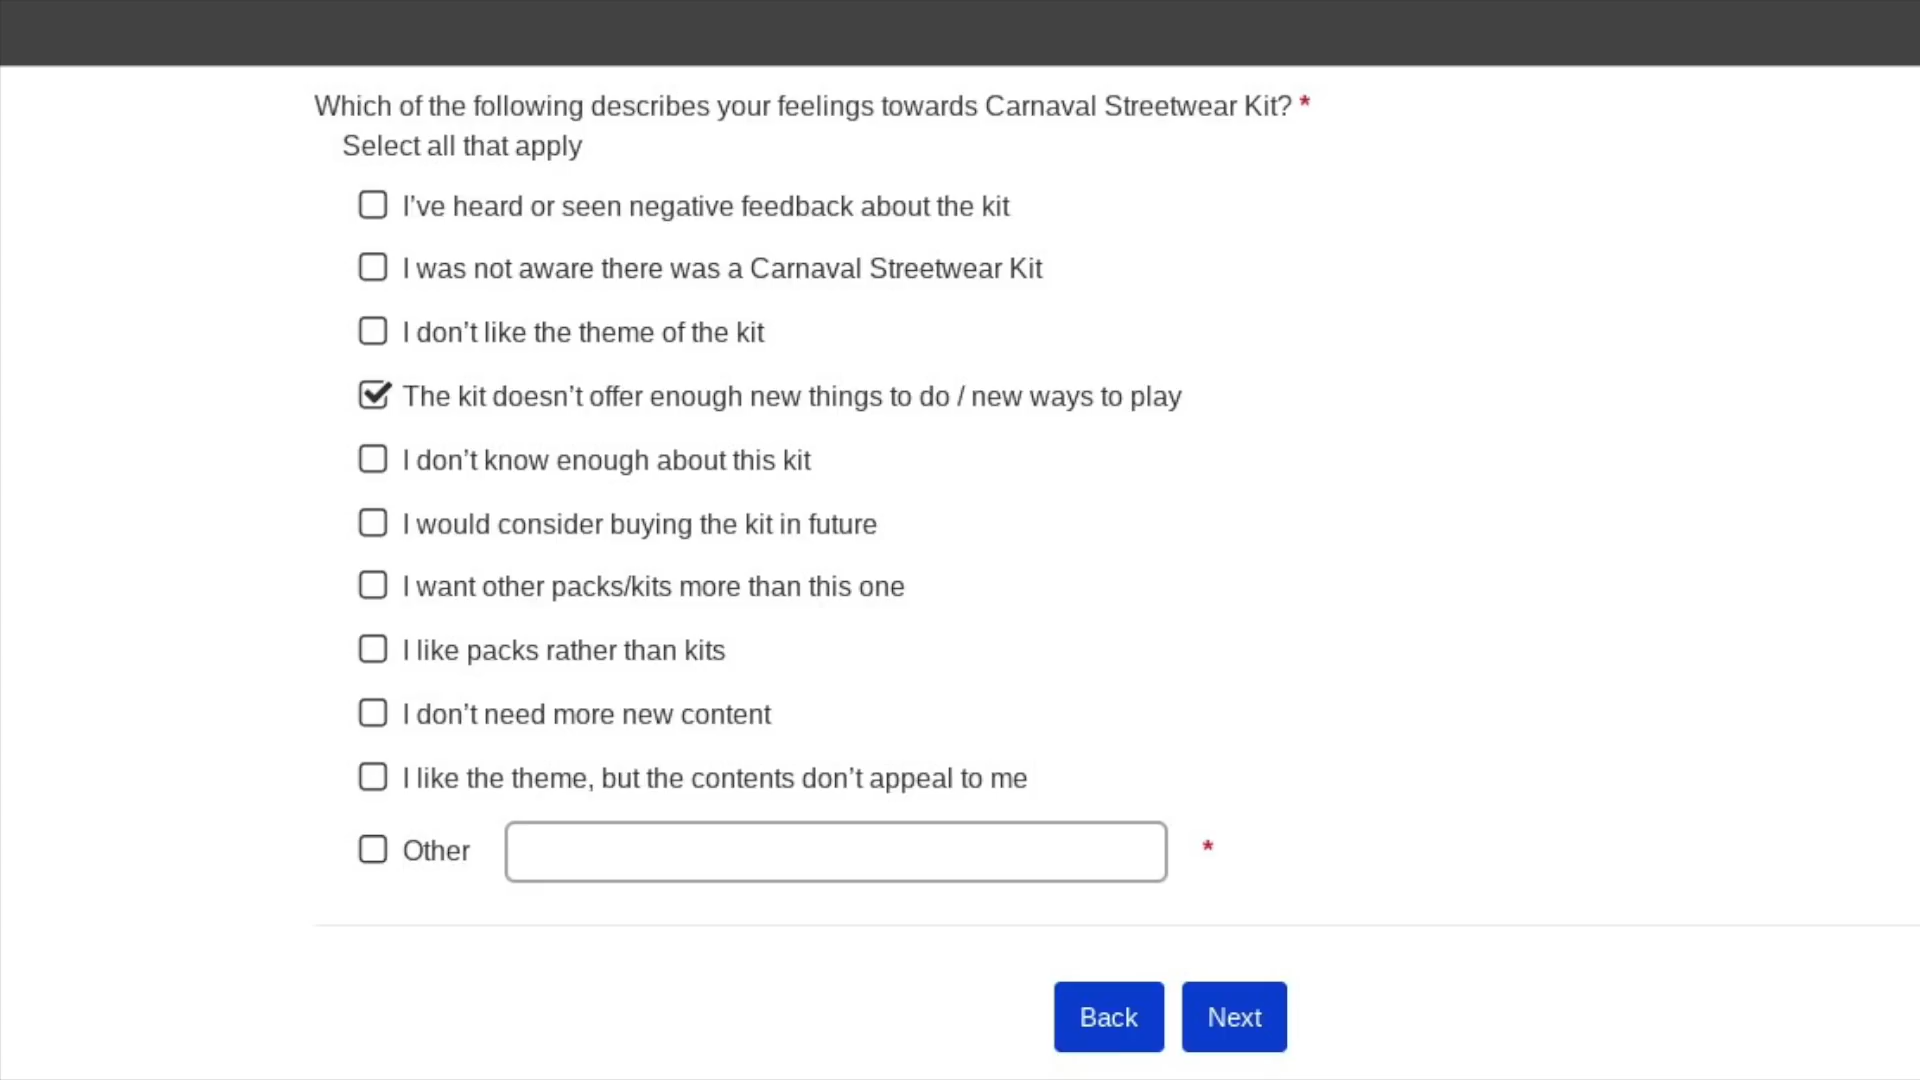 Which of the following describes your feelings towards Carnaval Streetwear Kit? *
Select all that apply
I’ve heard or seen negative feedback about the kit
I was not aware there was a Carnaval Streetwear Kit
I don’t like the theme of the kit
The kit doesn’t offer enough new things to do / new ways to play
I don’t know enough about this kit
I would consider buying the kit in future
I want other packs/kits more than this one
I like packs rather than kits
I don’t need more new content
I like the theme, but the contents don’t appeal to me
Other *
Back Next